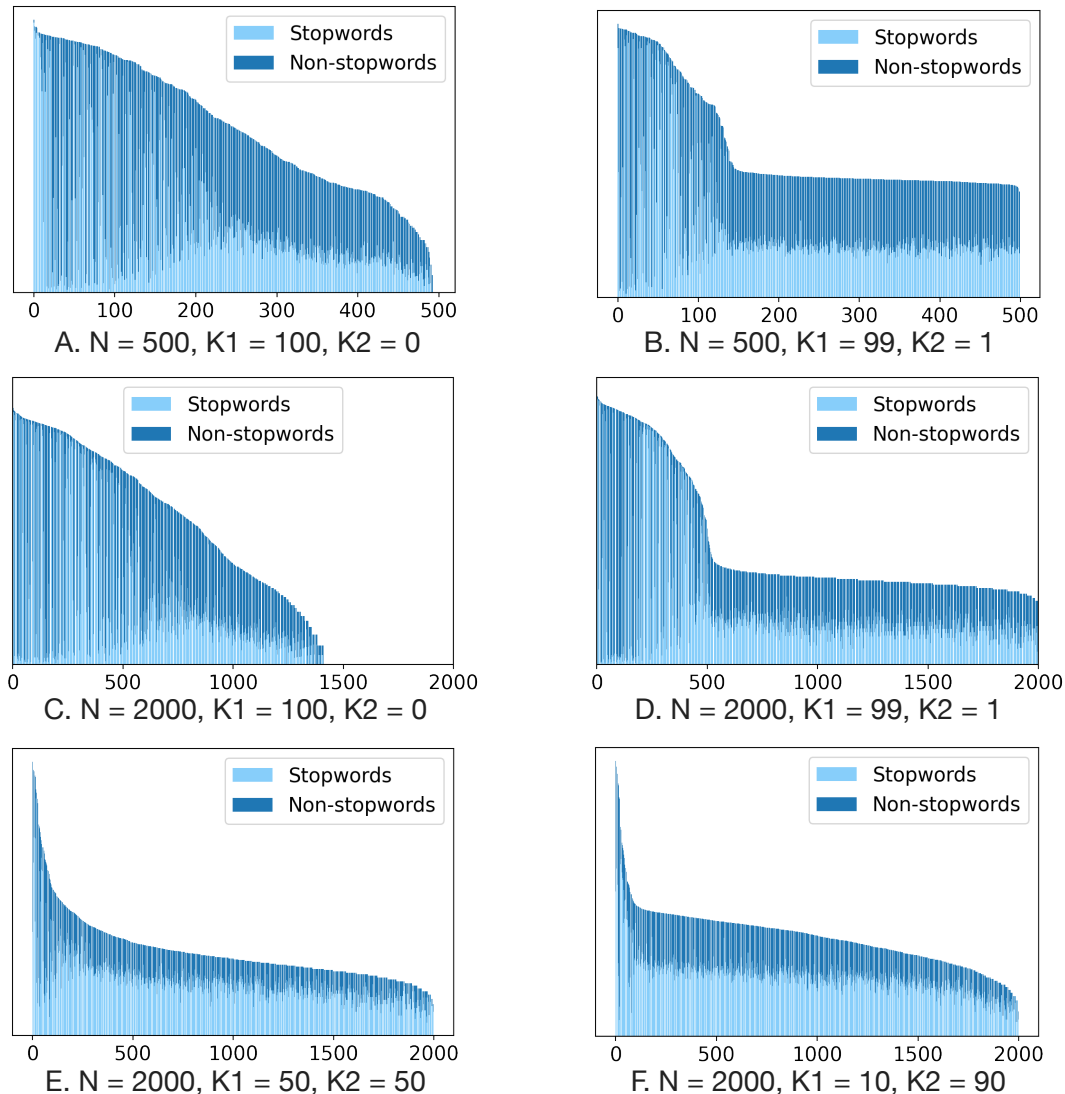 Stopwords
Non-stopwords
0 100 200 300 400 500
A. N = 500, K1 = 100, K2 = 0
Stopwords
Non-stopwords
0 100 200 300 400 500
B. N = 500, K1 = 99, K2 = 1
Stopwords
Non-stopwords
0 500 1000 1500 2000
C. N = 2000, K1 = 100, K2 = 0
Stopwords
Non-stopwords
0 500 1000 1500 2000
D. N = 2000, K1 = 99, K2 = 1
Stopwords
Non-stopwords
0 500 1000 1500 2000
E. N = 2000, K1 = 50, K2 = 50
Stopwords
Non-stopwords
0 500 1000 1500 2000
F. N = 2000, K1 = 10, K2 = 90